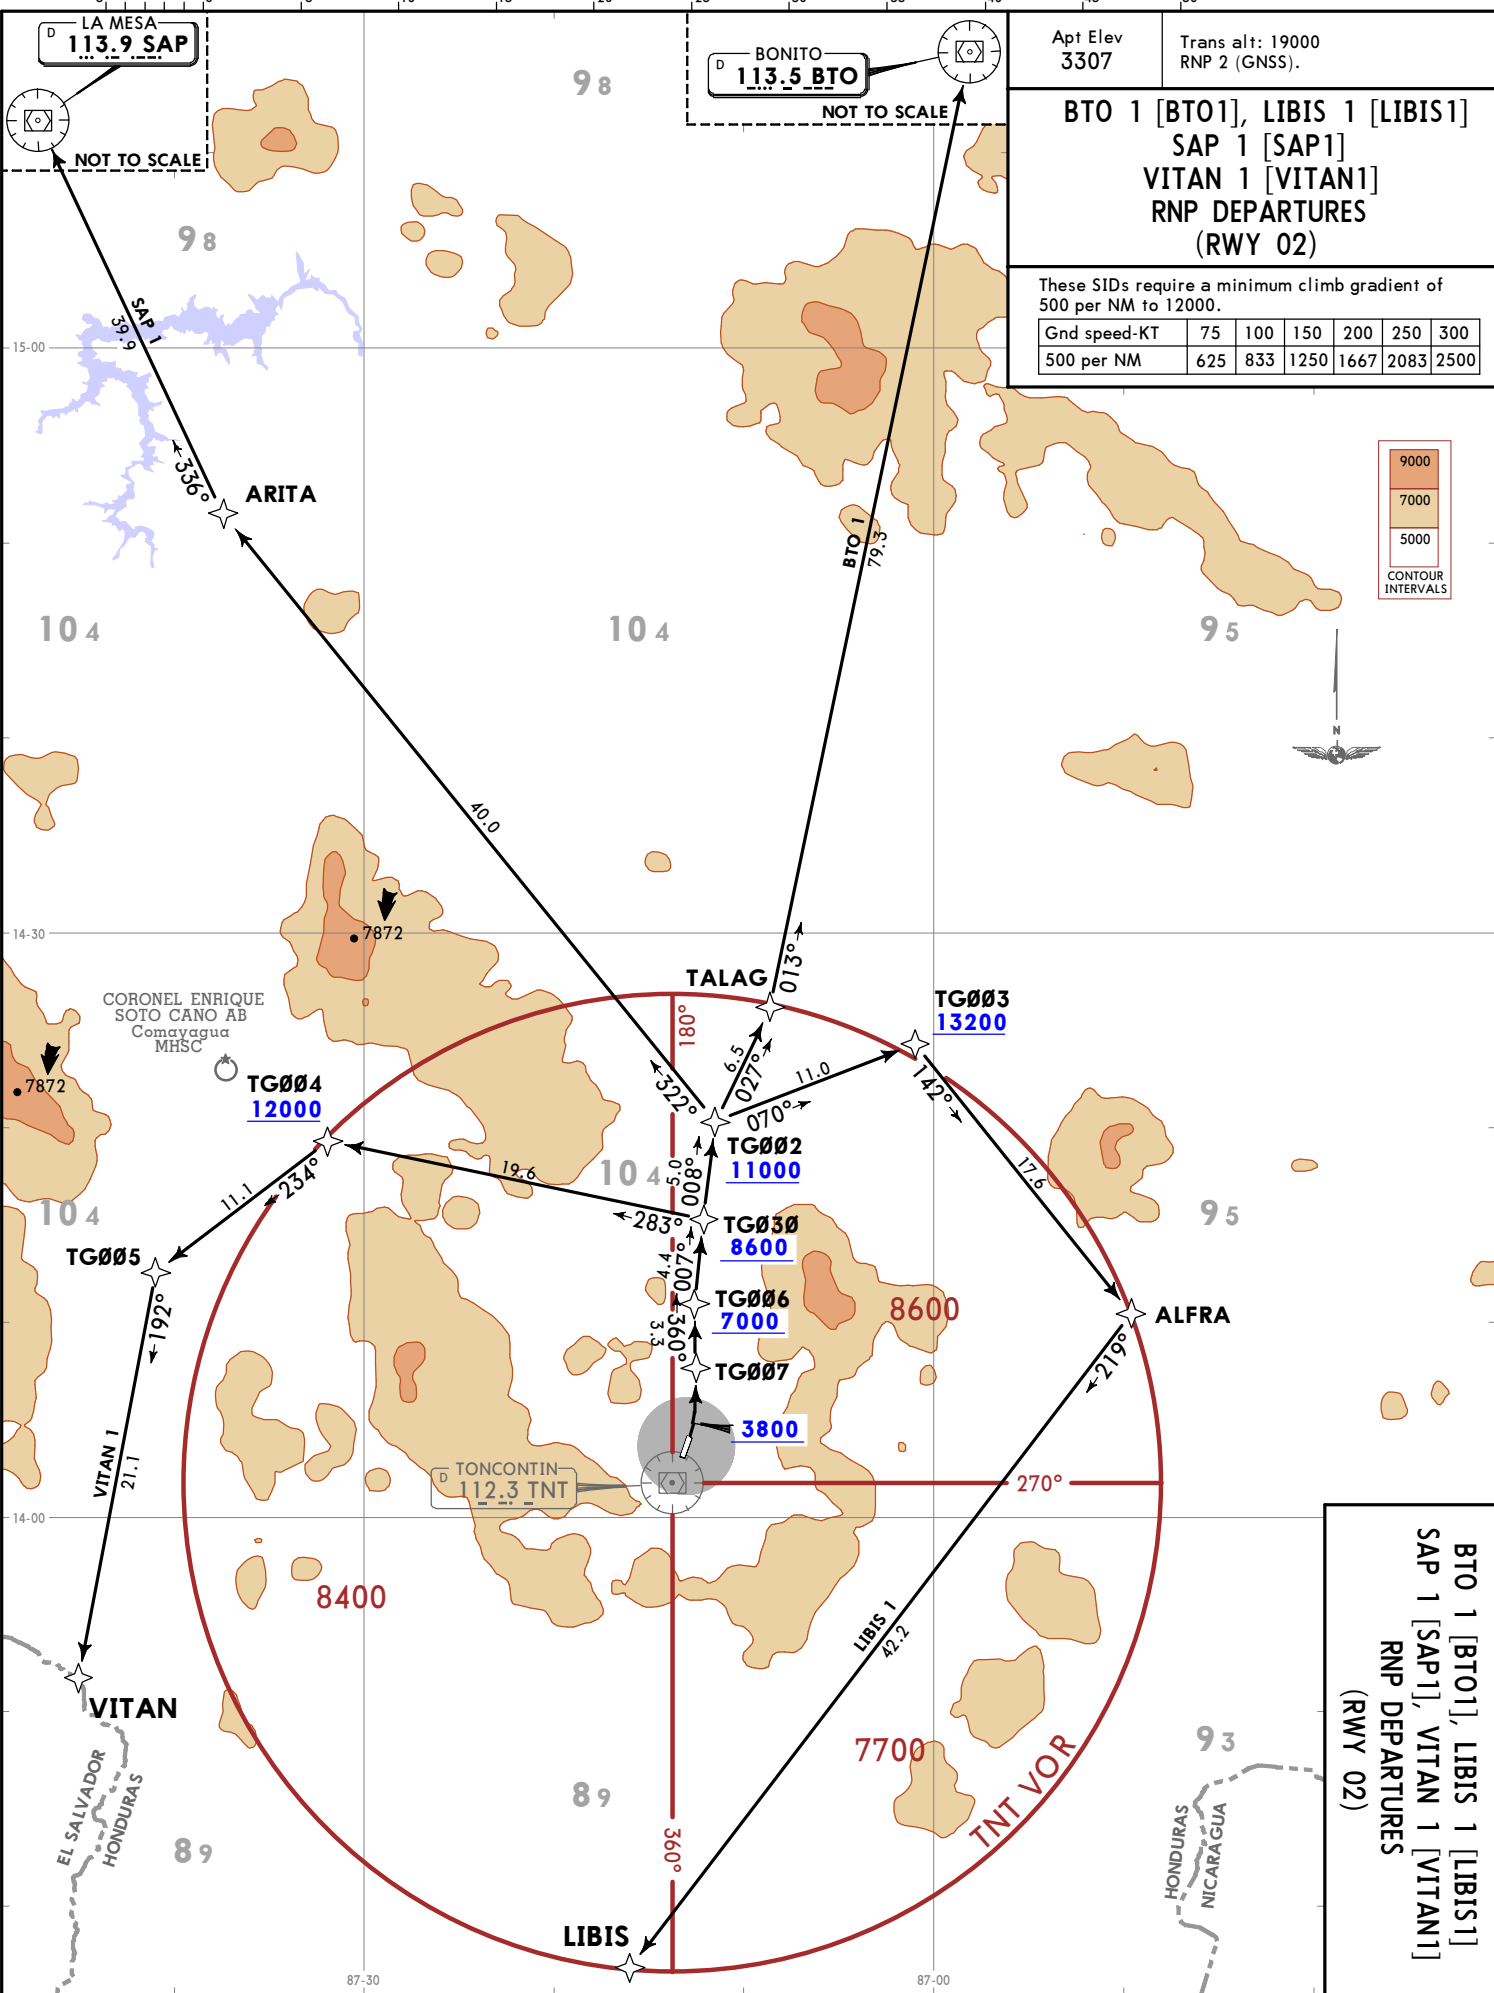 LA MESA
D 113.9 SAP
NOT TO SCALE
BONITO
D 113.5 BTO
NOT TO SCALE
Apt Elev
3307
Trans alt: 19000
RNP 2 (GNSS).
BTO 1 [BTO1], LIBIS 1 [LIBIS1]
SAP 1 [SAP1]
VITAN 1 [VITAN1]
RNP DEPARTURES
(RWY 02)
These SIDs require a minimum climb gradient of
500 per NM to 12000.
Gnd speed-KT 75 100 150 200 250 300
500 per NM 625 833 1250 1667 2083 2500
98
98
SAP 1
39.9
15-00
9000
7000
5000
CONTOUR
INTERVALS
336°
ARITA
BTO 1
79.3
104
104
95
N
40.0
7872
14-30
CORONEL ENRIQUE
SOTO CANO AB
Comayagua
MHSC
7872
TALAG
013°
180°
TGØØ3
13200
6.5
027°
11.0
070°
142°
322°
TGØØ4
12000
TGØØ2
11000
17.6
19.6
5.0
008°
104
234°
11.1
104
95
283°
TGØ3Ø
8600
TGØØ5
4.4
007°
TGØØ6
7000
8600
ALFRA
192°
3.3
360°
TGØØ7
219°
3800
VITAN 1
21.1
TONCONTIN
D 112.3 TNT
270°
14-00
8400
LIBIS 1
42.2
VITAN
7700
TNT VOR
93
EL SALVADOR
HONDURAS
89
89
360°
HONDURAS
NICARAGUA
LIBIS
87-30
87-00
BTO 1 [BTO1], LIBIS 1 [LIBIS1]
SAP 1 [SAP1], VITAN 1 [VITAN1]
RNP DEPARTURES
(RWY 02)